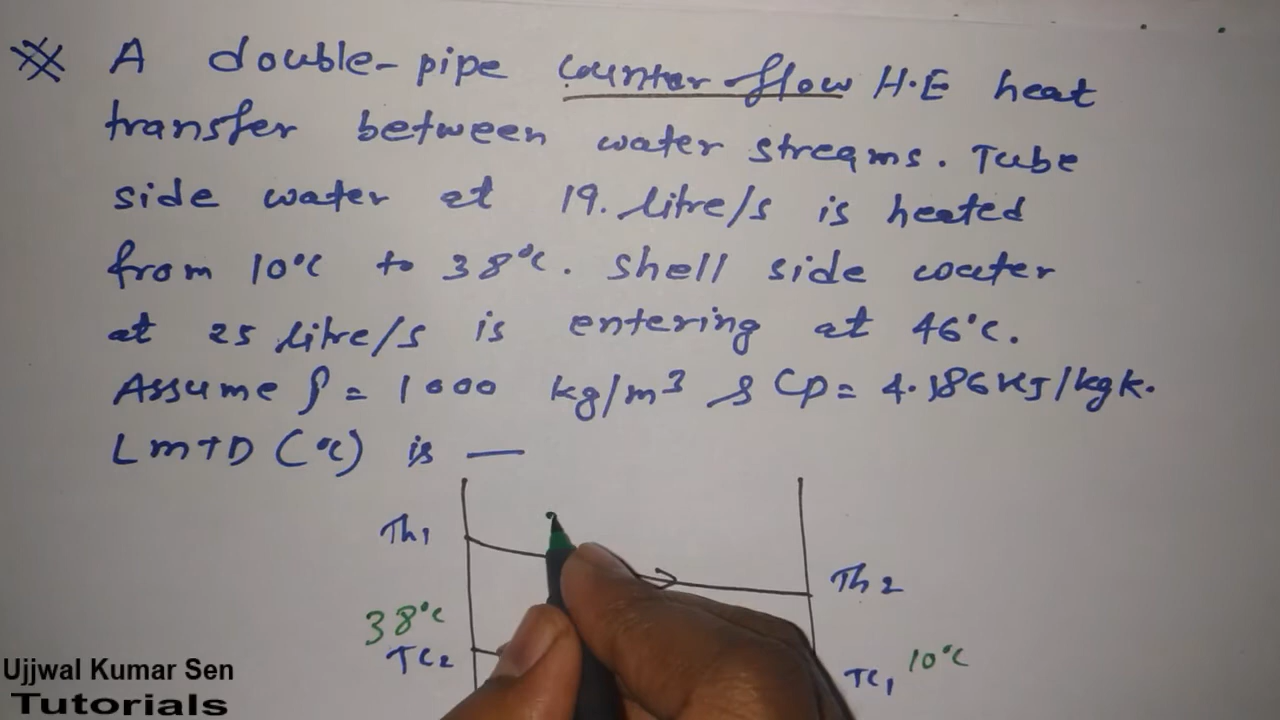 A double-pipe counter-flow H.E heat
transfer between water streams. Tube
side water at 19. litre/s is heated
from 10°C to 38°C. Shell side water
at 25 litre/s is entering at 46°C.
Assume ρ = 1000 kg/m³ & Cp = 4.186 KJ/kgk.
LMTD (°C) is —
Th1
Th2
38°C
TC2
TC1 10°C
Ujjwal Kumar Sen
Tutorials